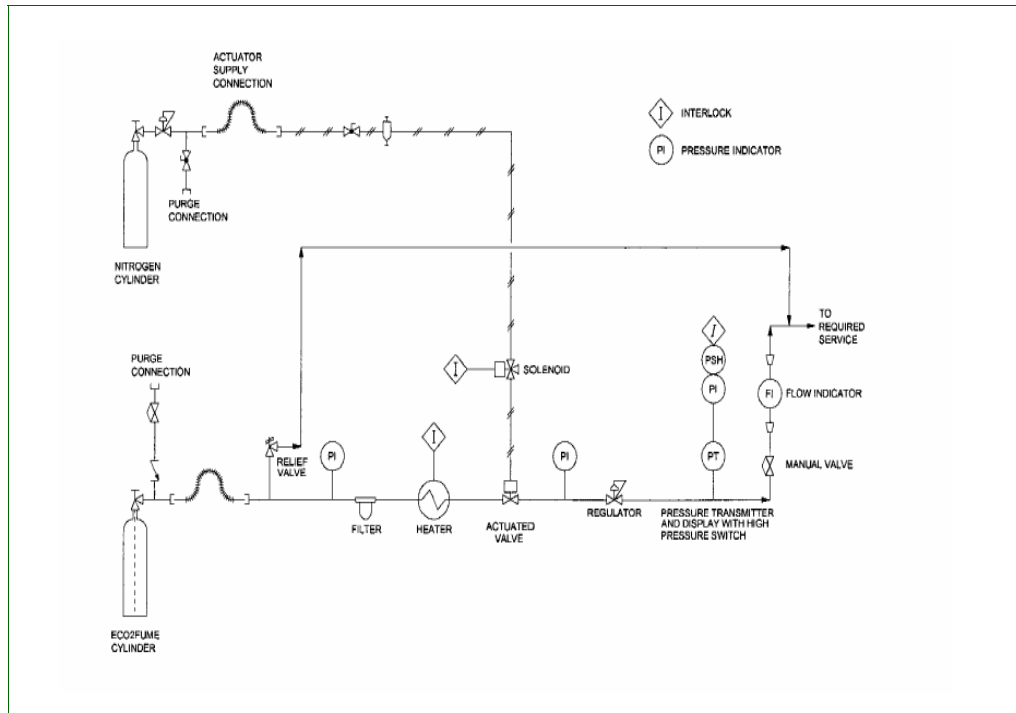 ACTUATOR
SUPPLY
CONNECTION
I
INTERLOCK
PI
PRESSURE INDICATOR
PURGE
CONNECTION
NITROGEN
CYLINDER
TO
REQUIRED
SERVICE
PURGE
CONNECTION
I
SOLENOID
I
PSH
PI
FI
FLOW INDICATOR
I
RELIEF
VALVE
PI
PI
PT
MANUAL VALVE
FILTER
HEATER
ACTUATED
VALVE
REGULATOR
PRESSURE TRANSMITTER
AND DISPLAY WITH HIGH
PRESSURE SWITCH
ECO2FUME
CYLINDER